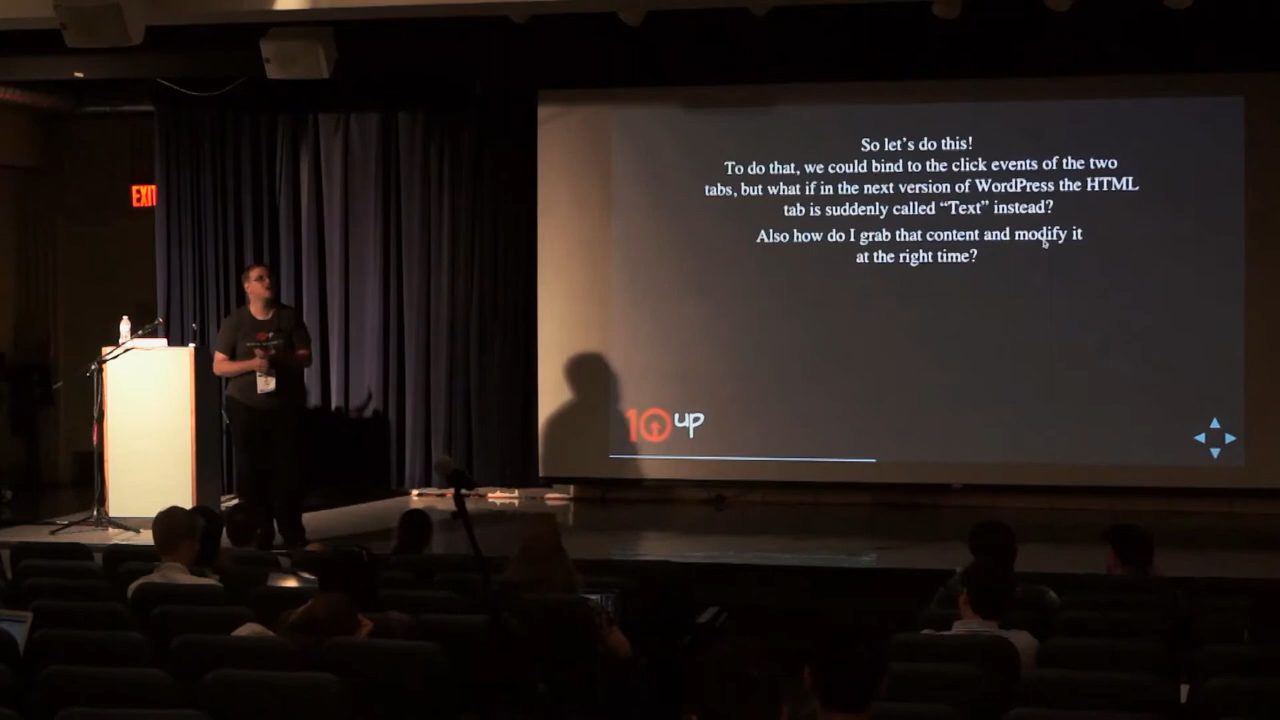 EXIT
So let's do this!
To do that, we could bind to the click events of the two
tabs, but what if in the next version of WordPress the HTML
tab is suddenly called “Text” instead?
Also how do I grab that content and modify it
at the right time?
10up